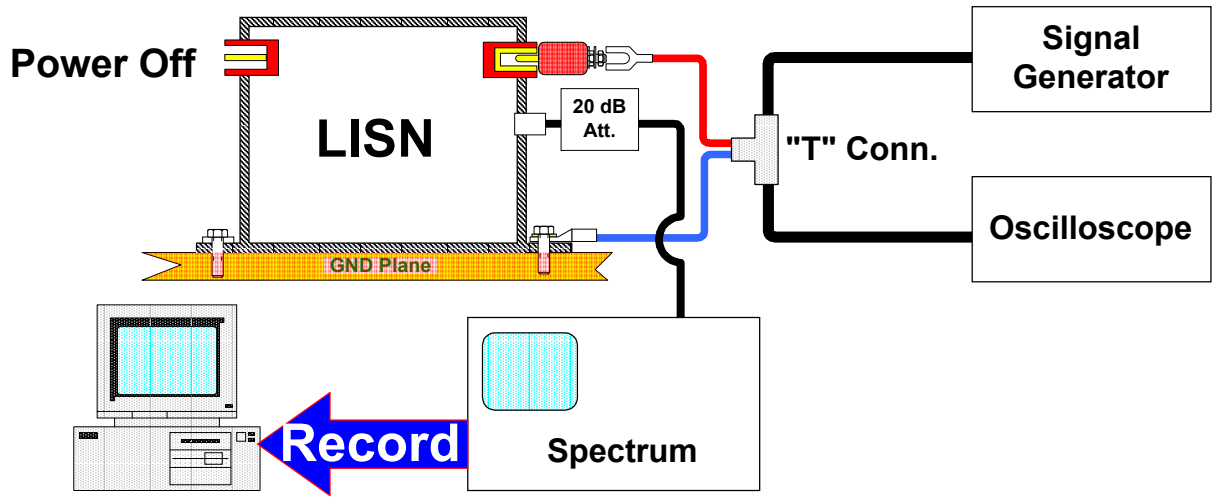 Power Off
LISN
20 dB
Att.
"T" Conn.
Signal
Generator
Oscilloscope
GND Plane
Record
Spectrum